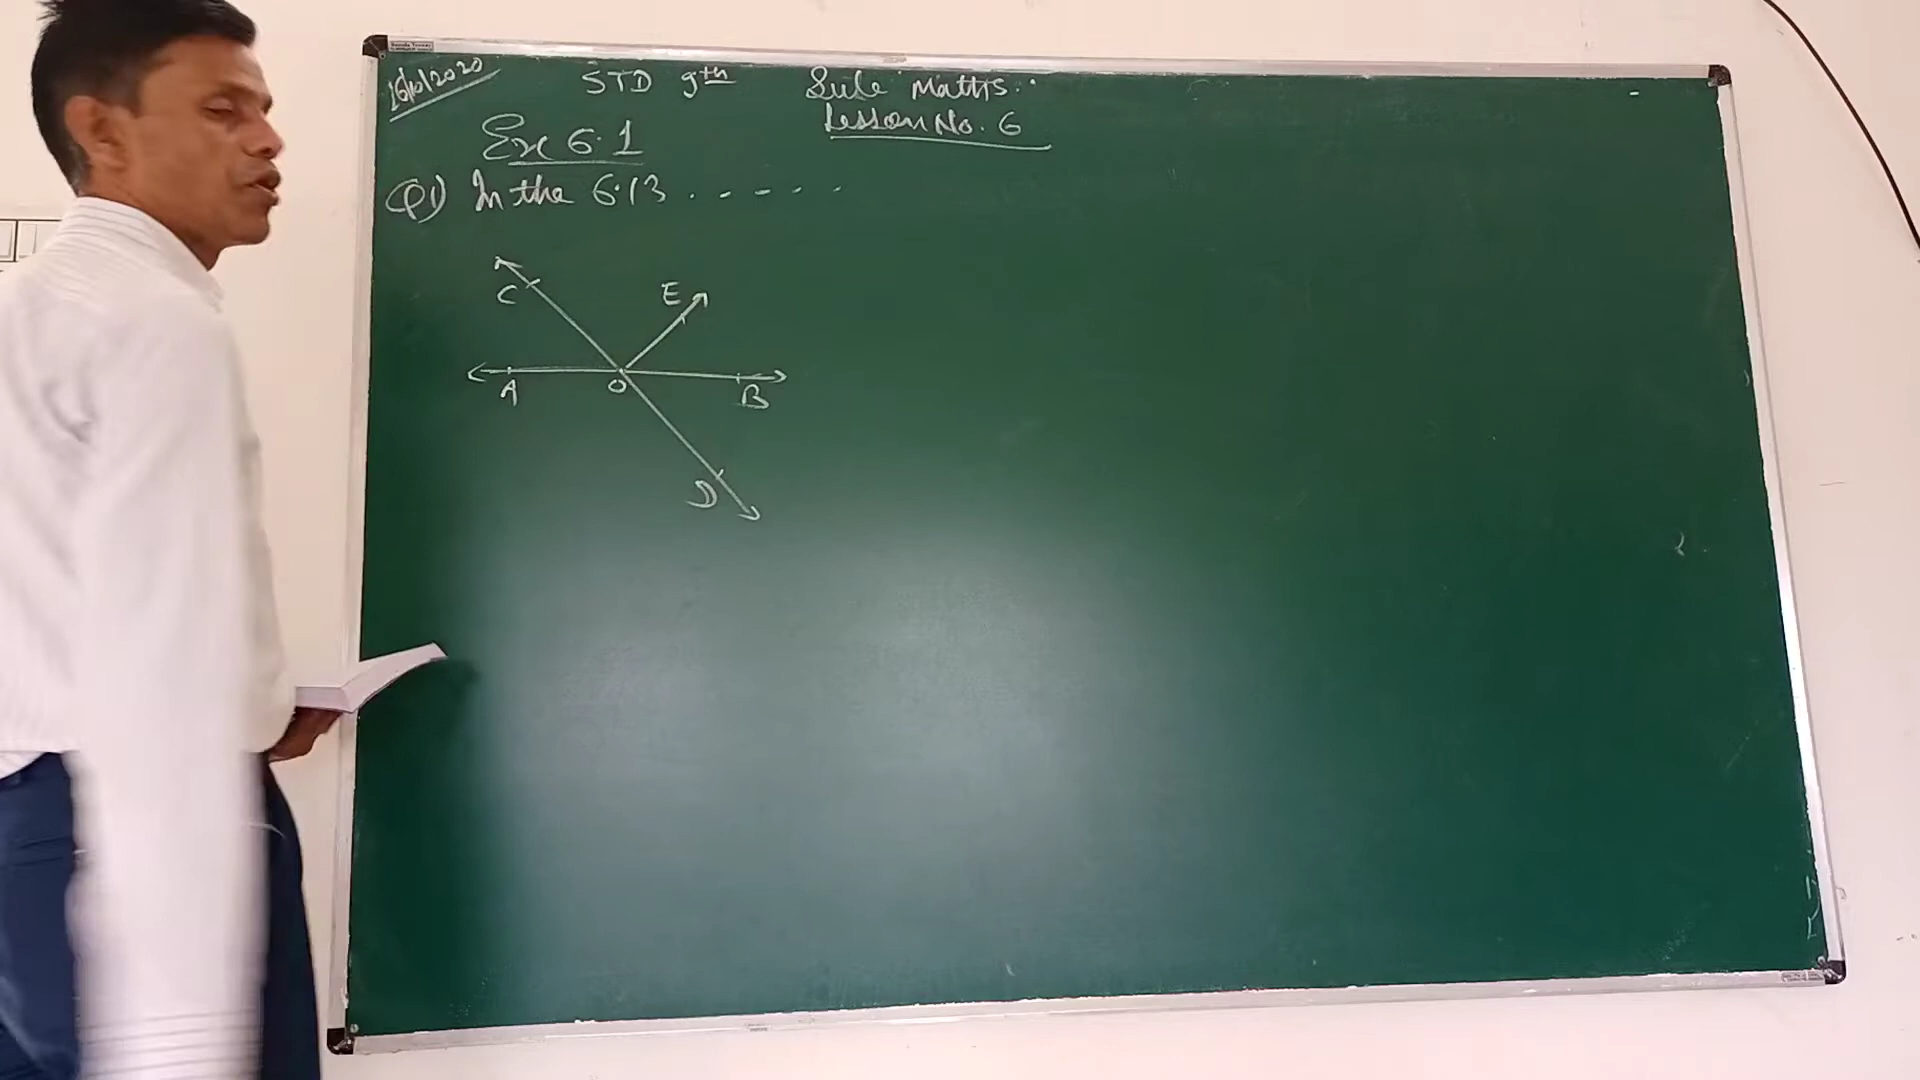 16/10/2020 STD 9th Sub: Maths.
Lesson No. 6
Ex 6.1
Q1) In the 6.13 . - - - - -
C
E
A
O
B
D